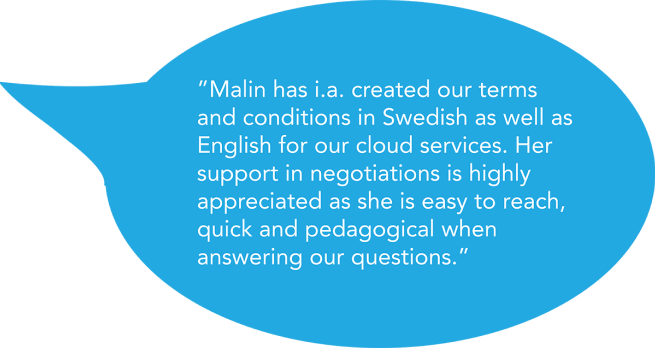 ”Malin has i.a. created our terms
and conditions in Swedish as well as
English for our cloud services. Her
support in negotiations is highly
appreciated as she is easy to reach,
quick and pedagogical when
answering our questions.”